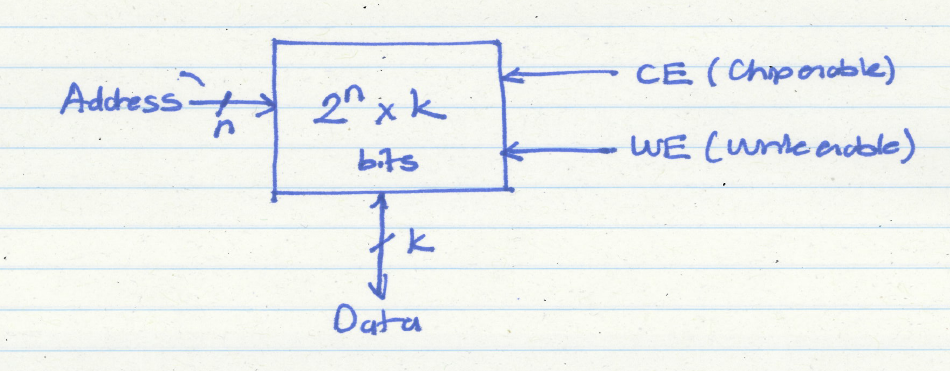 Address
n
2^n x k
bits
CE (Chip enable)
WE (Write enable)
k
Data